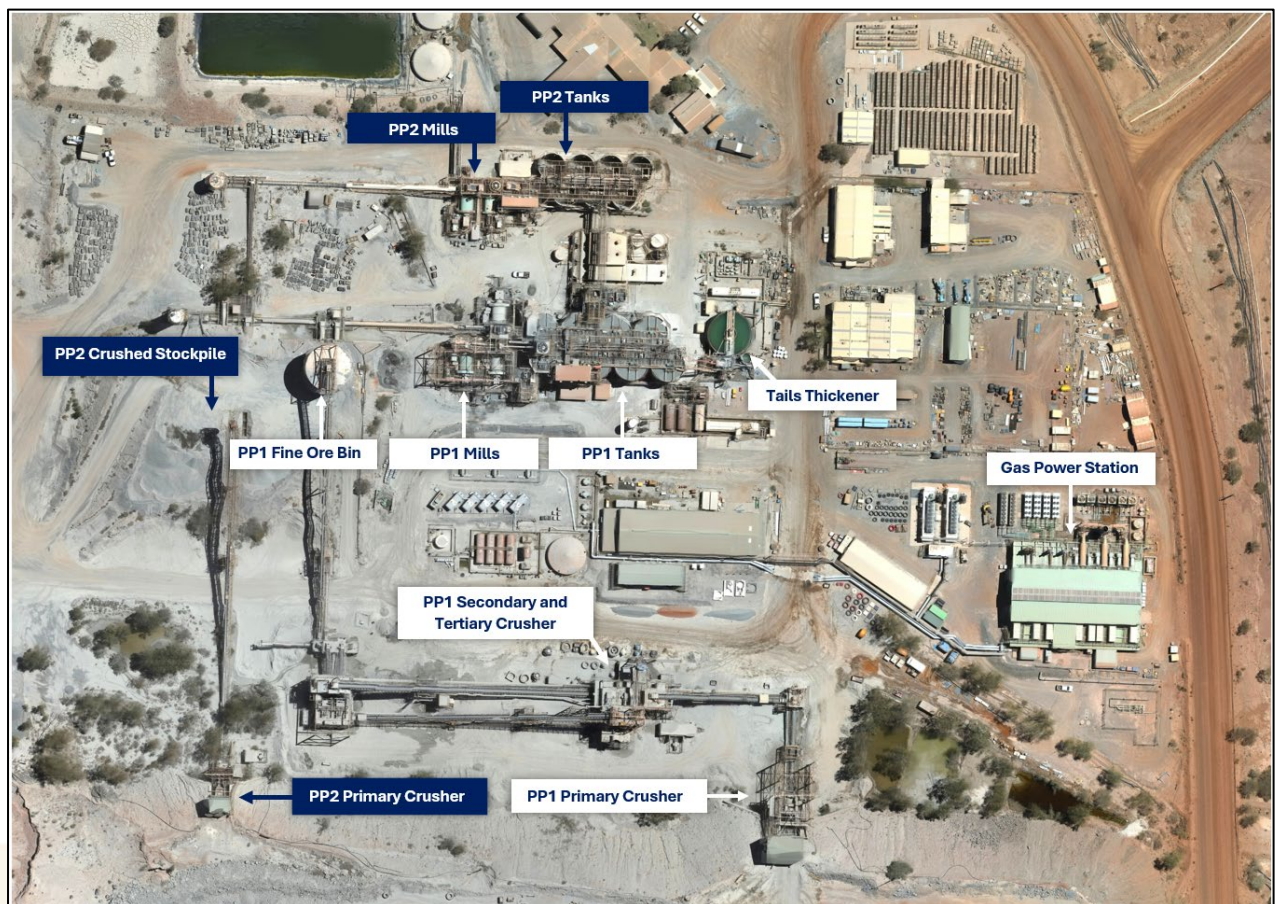 PP2 Tanks
PP2 Mills
PP2 Crushed Stockpile
Tails Thickener
PP1 Fine Ore Bin
PP1 Mills
PP1 Tanks
Gas Power Station
PP1 Secondary and
Tertiary Crusher
PP2 Primary Crusher
PP1 Primary Crusher